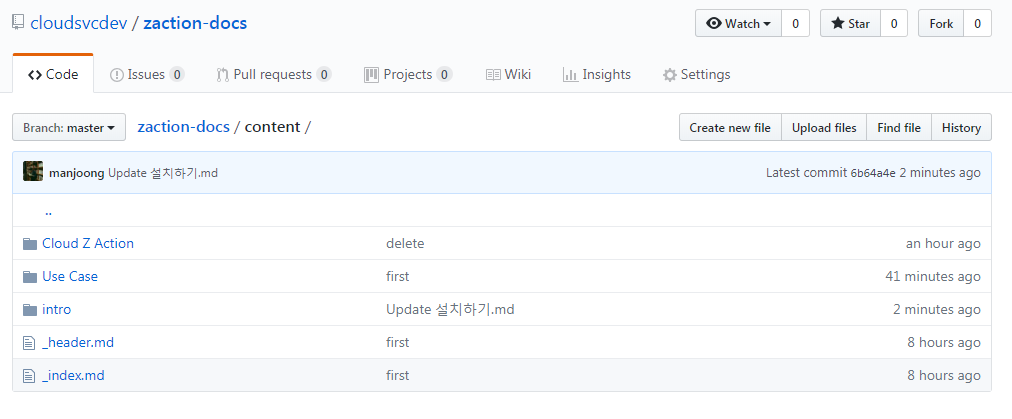 cloudsvcdev / zaction-docs
Watch 0 Star 0 Fork 0
Code Issues 0 Pull requests 0 Projects 0 Wiki Insights Settings
Branch: master zaction-docs / content / Create new file Upload files Find file History
manjoong Update 설치하기.md Latest commit 6b64a4e 2 minutes ago
..
Cloud Z Action delete an hour ago
Use Case first 41 minutes ago
intro Update 설치하기.md 2 minutes ago
_header.md first 8 hours ago
_index.md first 8 hours ago